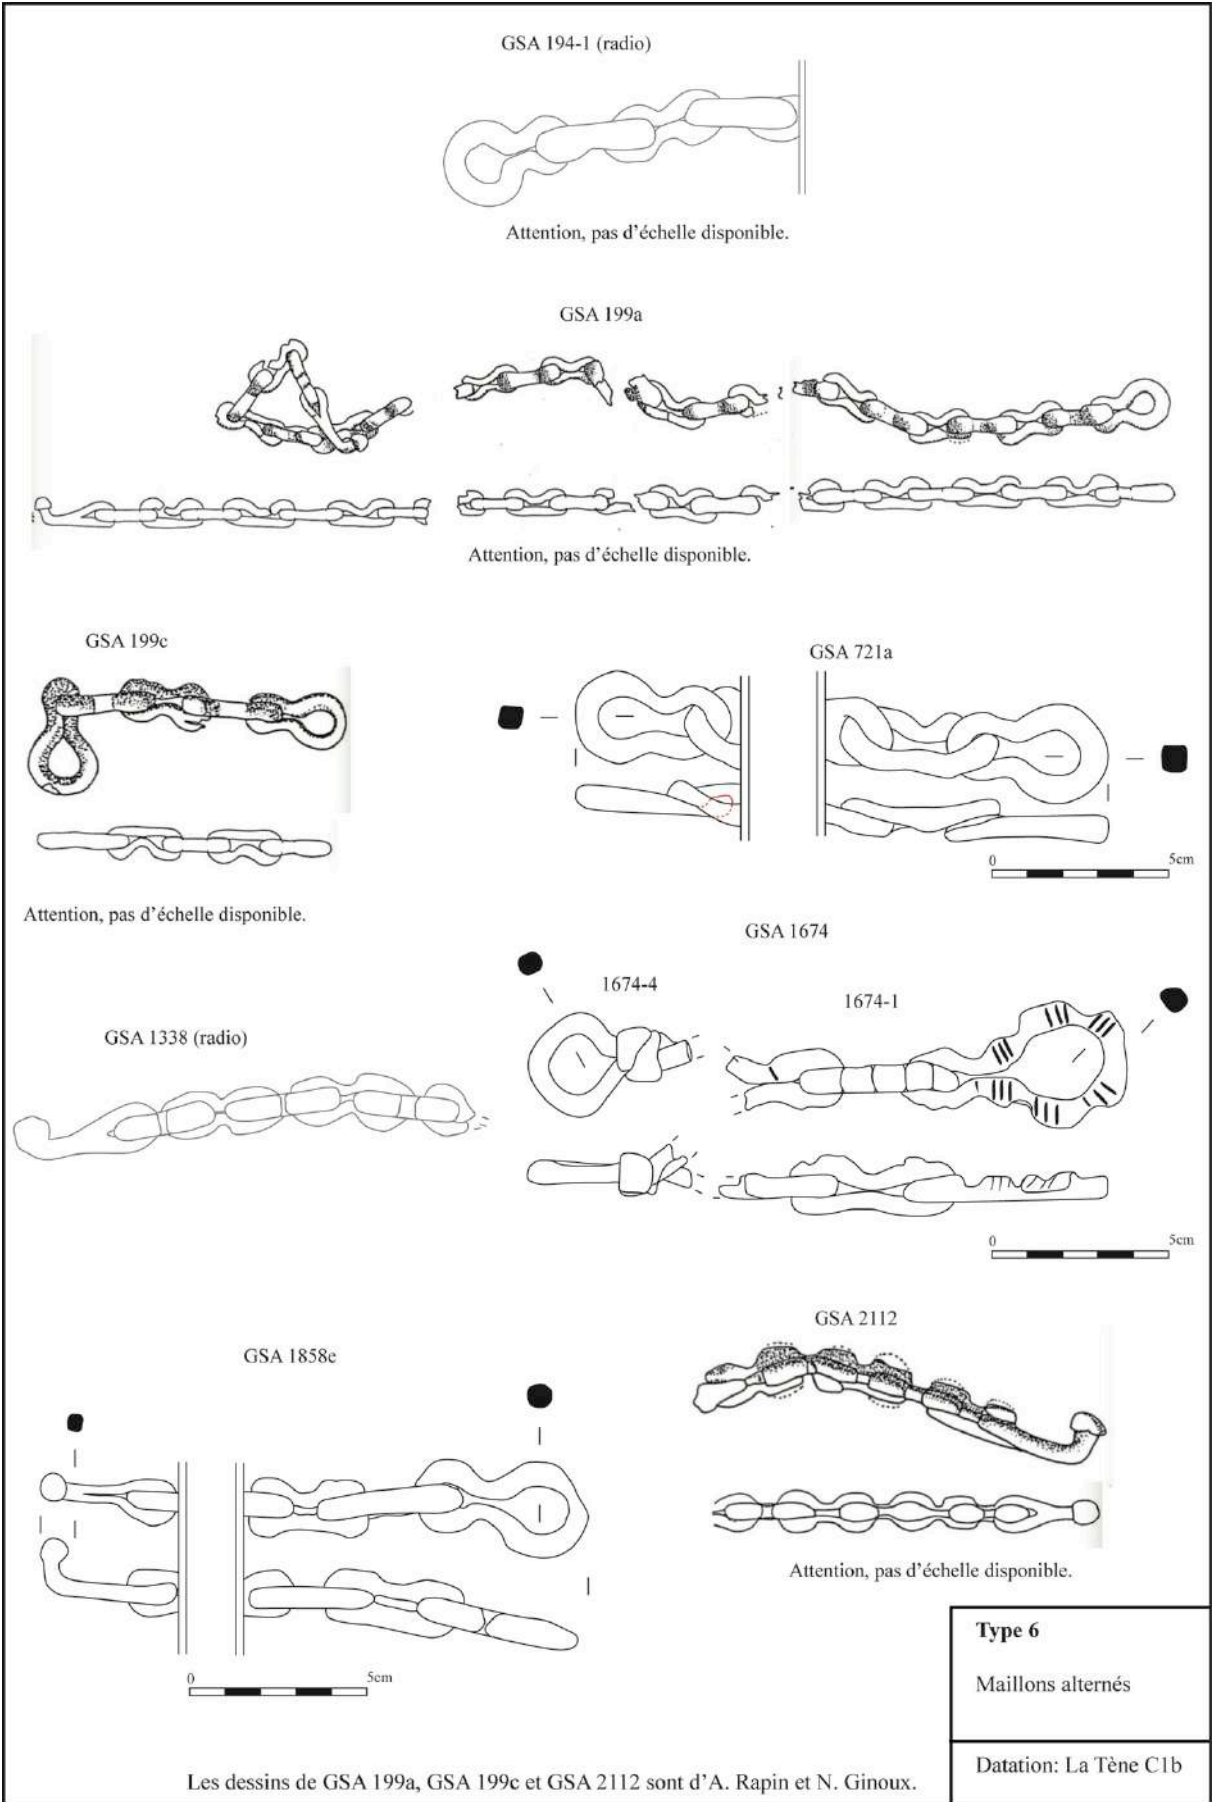 GSA 194-1 (radio)
Attention, pas d'échelle disponible.
GSA 199a
Attention, pas d'échelle disponible.
GSA 199c
Attention, pas d'échelle disponible.
GSA 721a
0 5cm
GSA 1674
1674-4
1674-1
0 5cm
GSA 1338 (radio)
GSA 1858e
0 5cm
GSA 2112
Attention, pas d'échelle disponible.
Type 6
Maillons alternés
Datation: La Tène C1b
Les dessins de GSA 199a, GSA 199c et GSA 2112 sont d'A. Rapin et N. Ginoux.